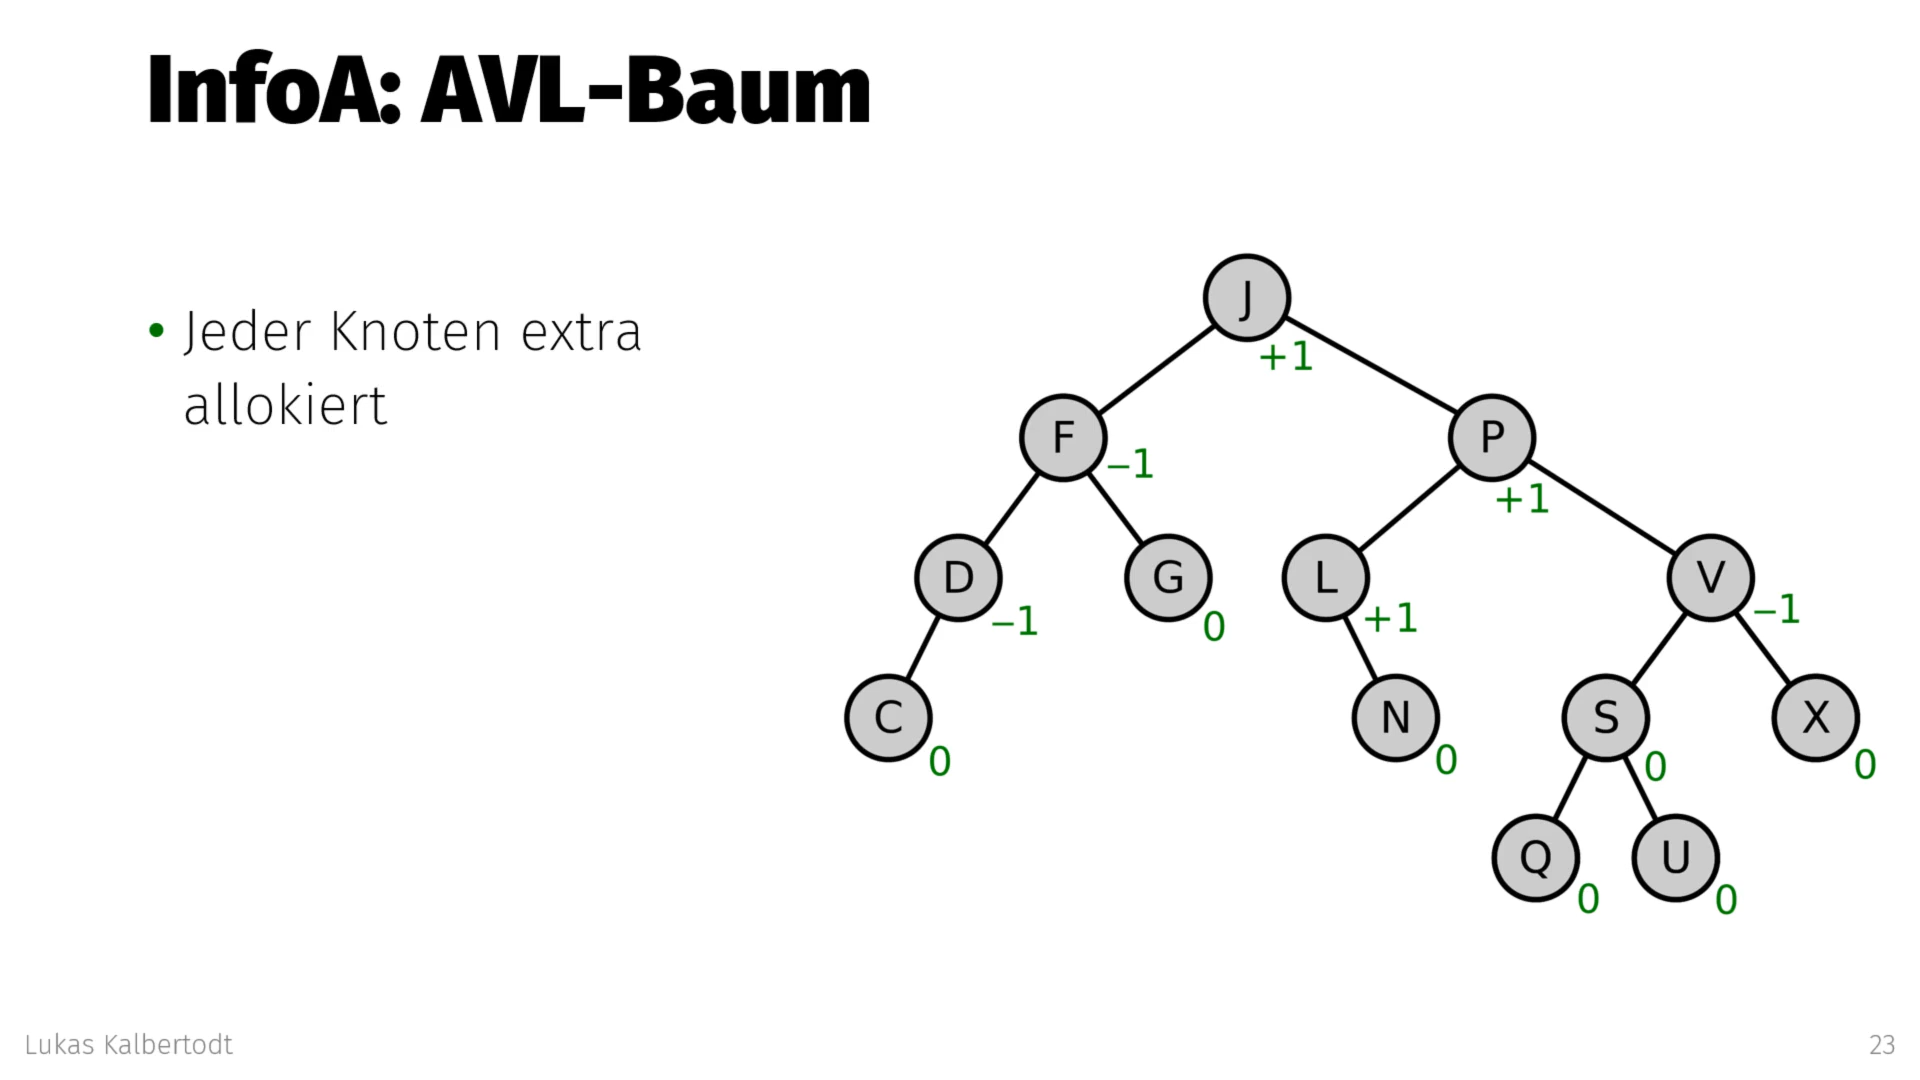 InfoA: AVL-Baum
• Jeder Knoten extra
allokiert
J
+1
F
–1
P
+1
D
–1
G
0
L
+1
V
–1
C
0
N
0
S
0
X
0
Q
0
U
0
Lukas Kalbertodt
23